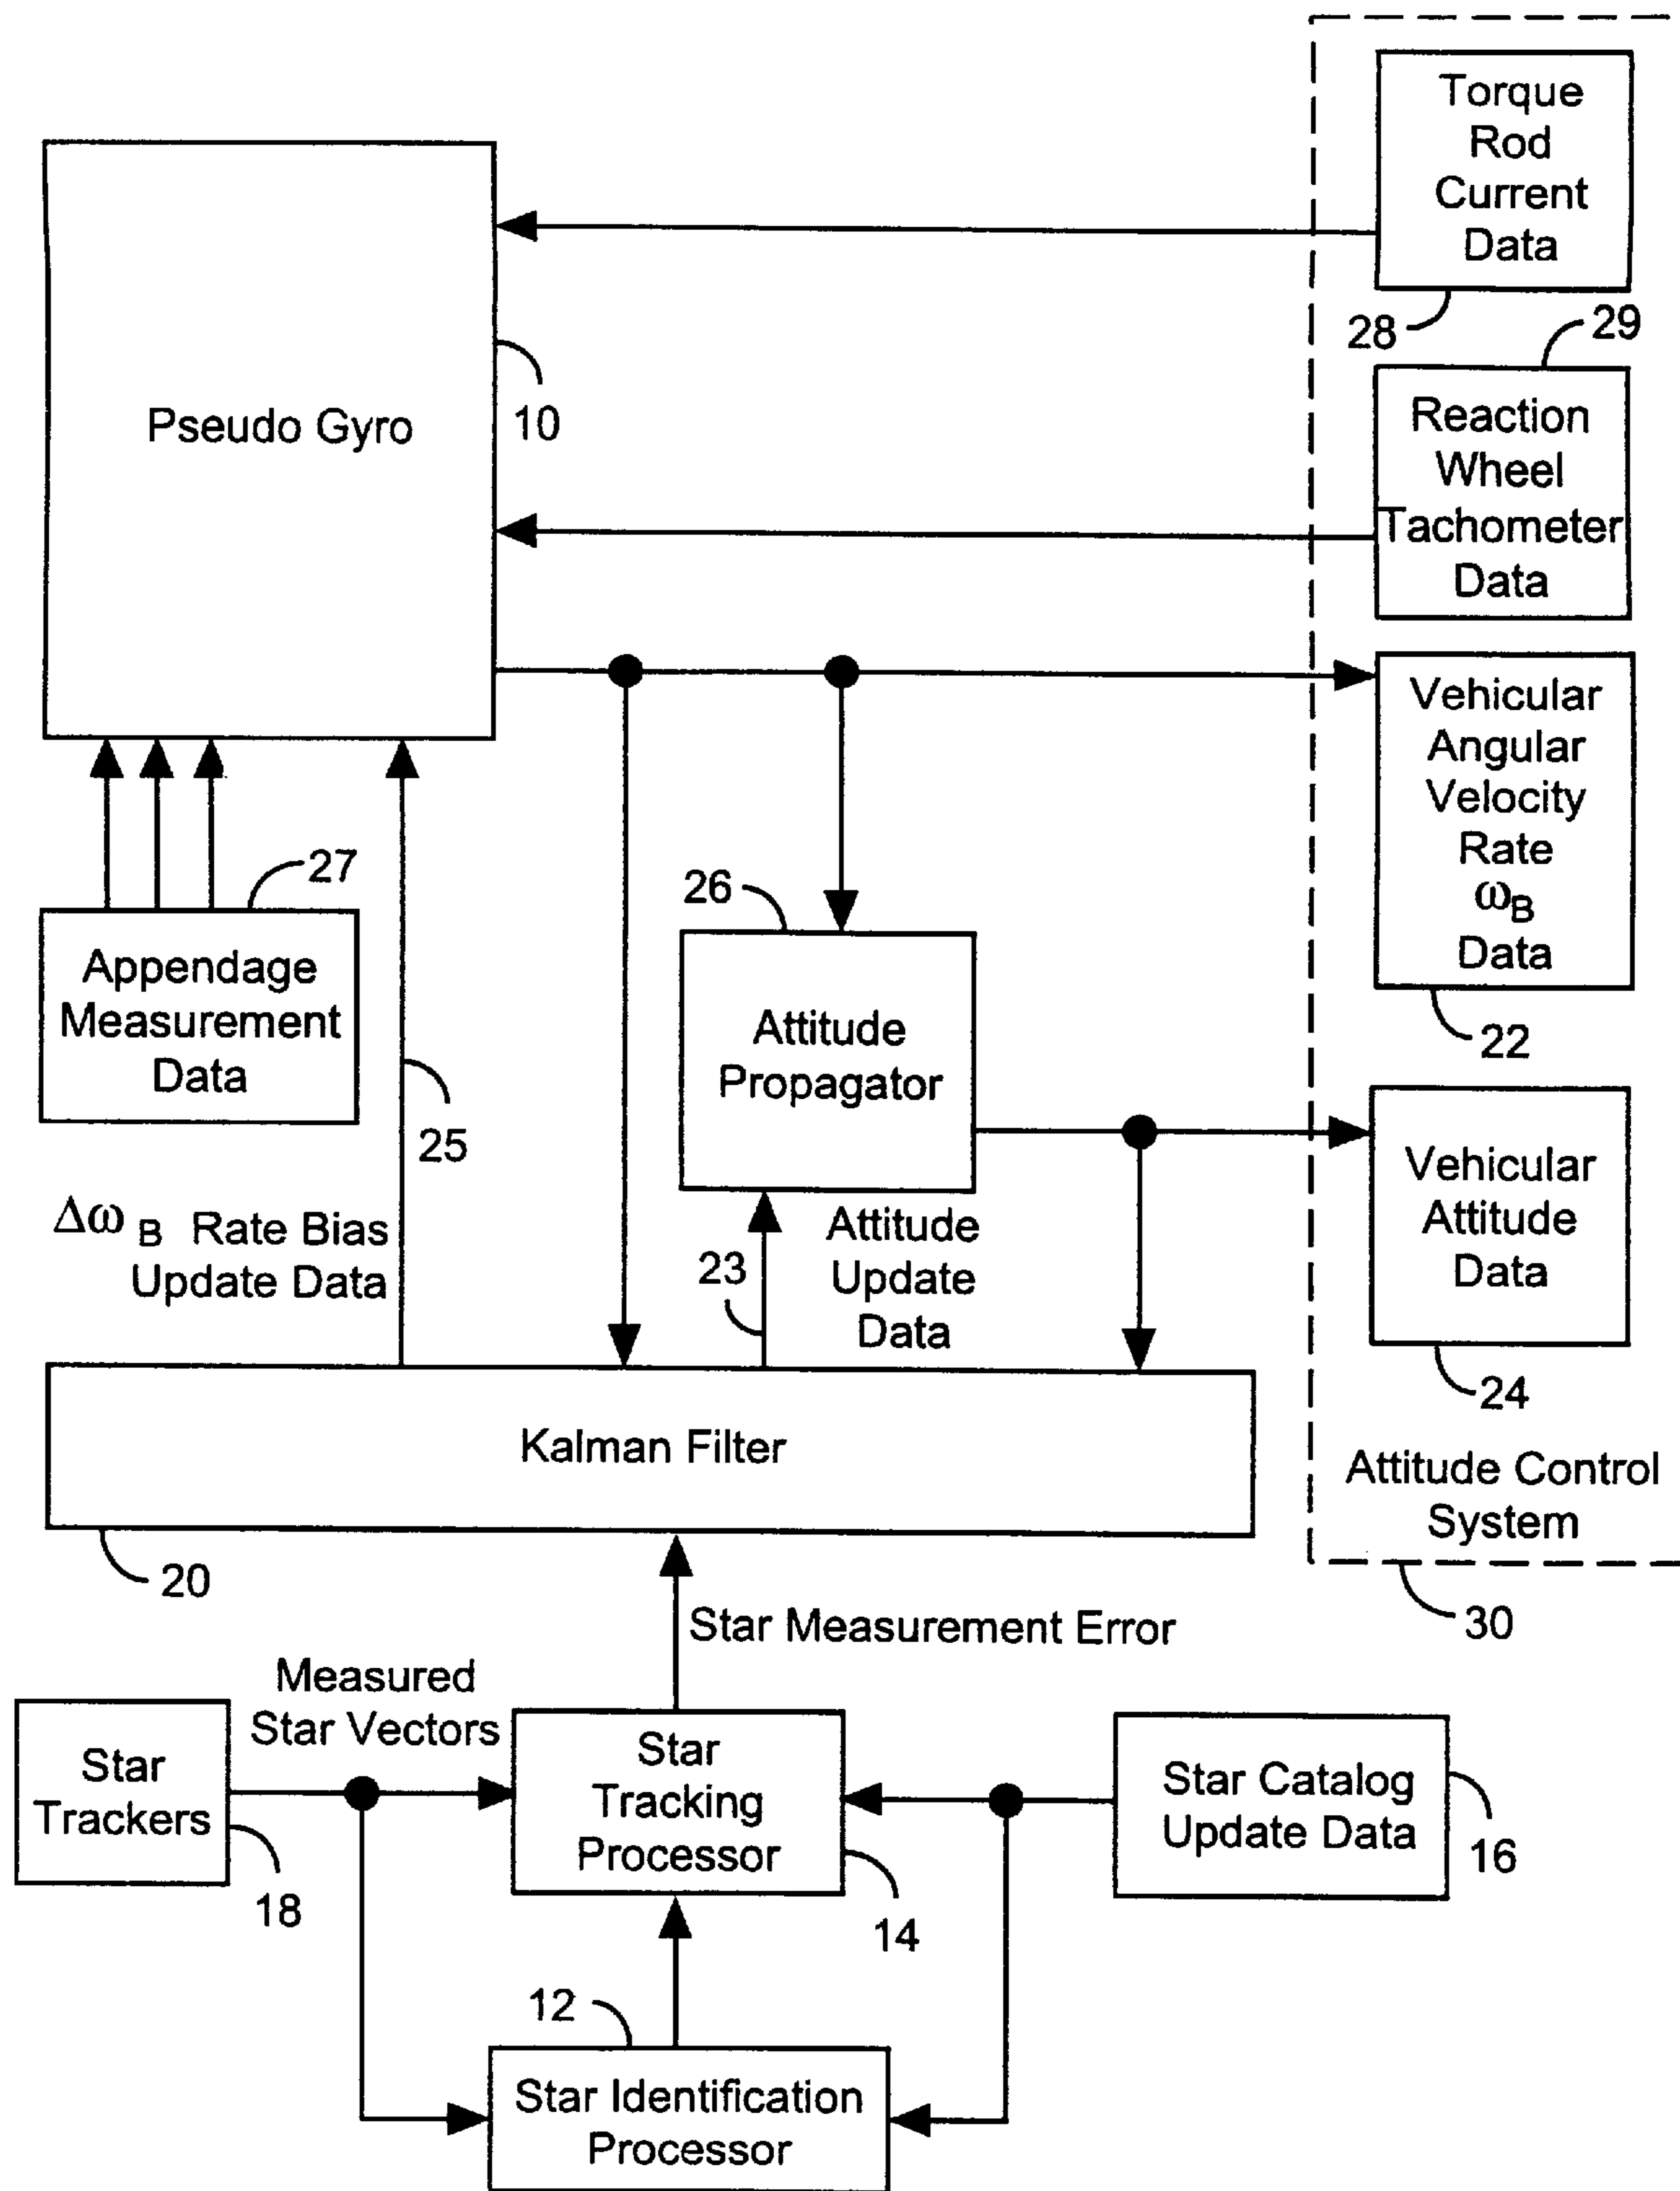 Torque
Rod
Current
Data
28
29
Pseudo Gyro
10
Reaction
Wheel
Tachometer
Data
Vehicular
Angular
Velocity
Rate
ωB
Data
22
27
Appendage
Measurement
Data
26
Attitude
Propagator
25
ΔωB Rate Bias
Update Data
23
Attitude
Update
Data
Vehicular
Attitude
Data
24
Kalman Filter
20
Attitude Control
System
30
Star Measurement Error
Measured
Star Vectors
Star
Trackers
18
Star
Tracking
Processor
14
Star Catalog
Update Data
16
12
Star Identification
Processor